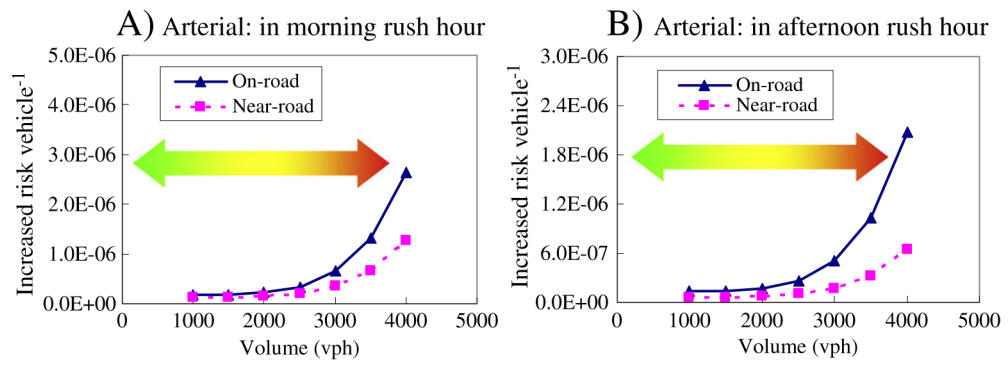 A) Arterial: in morning rush hour
Increased risk vehicle⁻¹
5.0E-06
4.0E-06
3.0E-06
2.0E-06
1.0E-06
0.0E+00
On-road
Near-road
0 1000 2000 3000 4000 5000
Volume (vph)
B) Arterial: in afternoon rush hour
Increased risk vehicle⁻¹
3.0E-06
2.4E-06
1.8E-06
1.2E-06
6.0E-07
0.0E+00
On-road
Near-road
0 1000 2000 3000 4000 5000
Volume (vph)